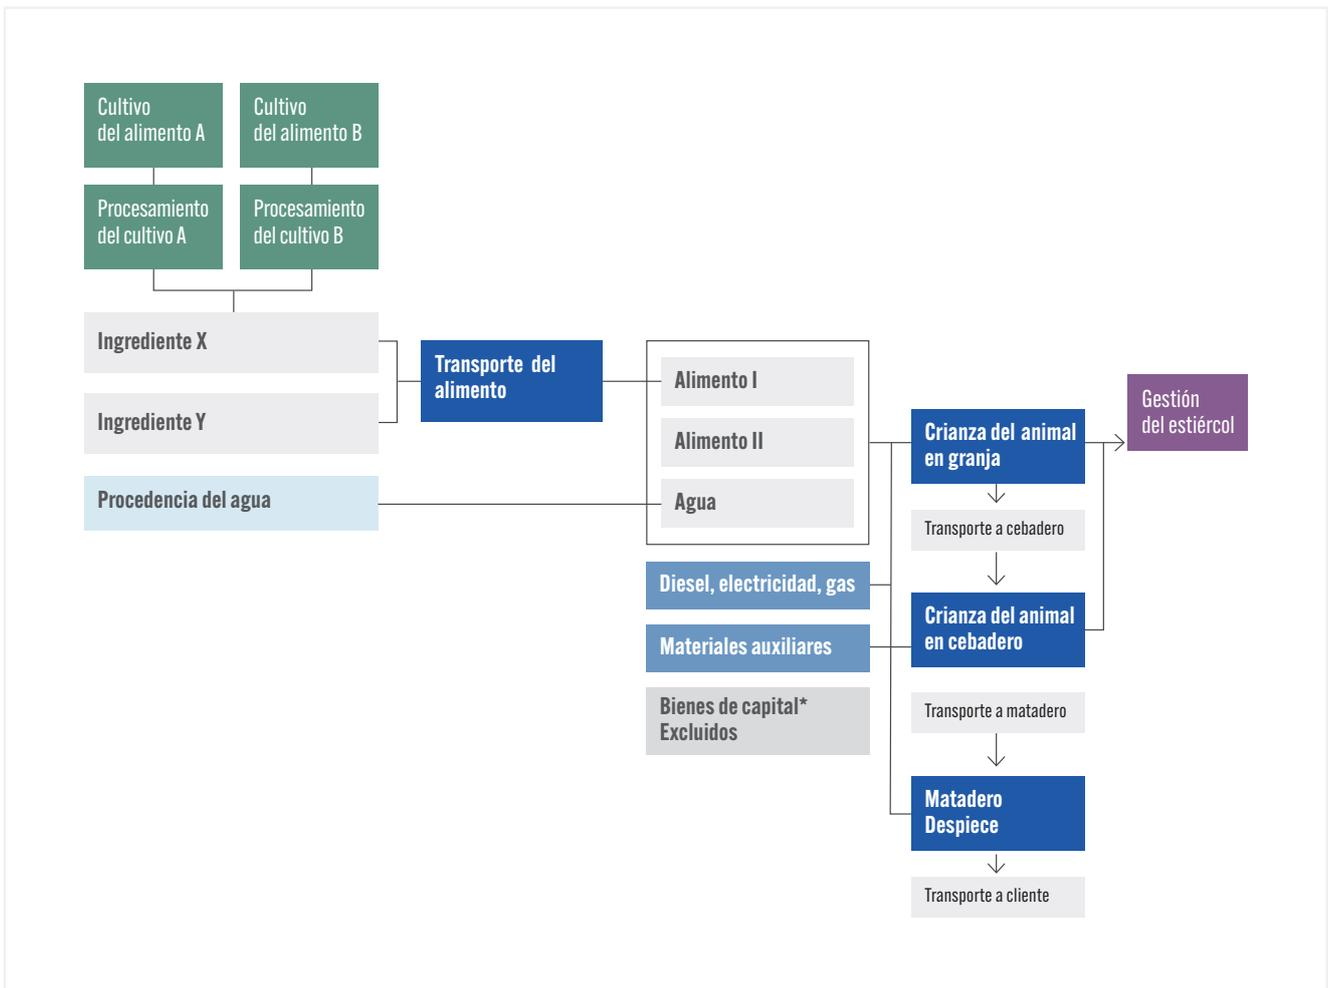 Cultivo
del alimento A
Cultivo
del alimento B
Procesamiento
del cultivo A
Procesamiento
del cultivo B
Ingrediente X
Ingrediente Y
Procedencia del agua
Transporte del
alimento
Alimento I
Alimento II
Agua
Diesel, electricidad, gas
Materiales auxiliares
Bienes de capital*
Excluidos
Crianza del animal
en granja
Transporte a cebadero
Crianza del animal
en cebadero
Transporte a matadero
Matadero
Despiece
Transporte a cliente
Gestión
del estiércol